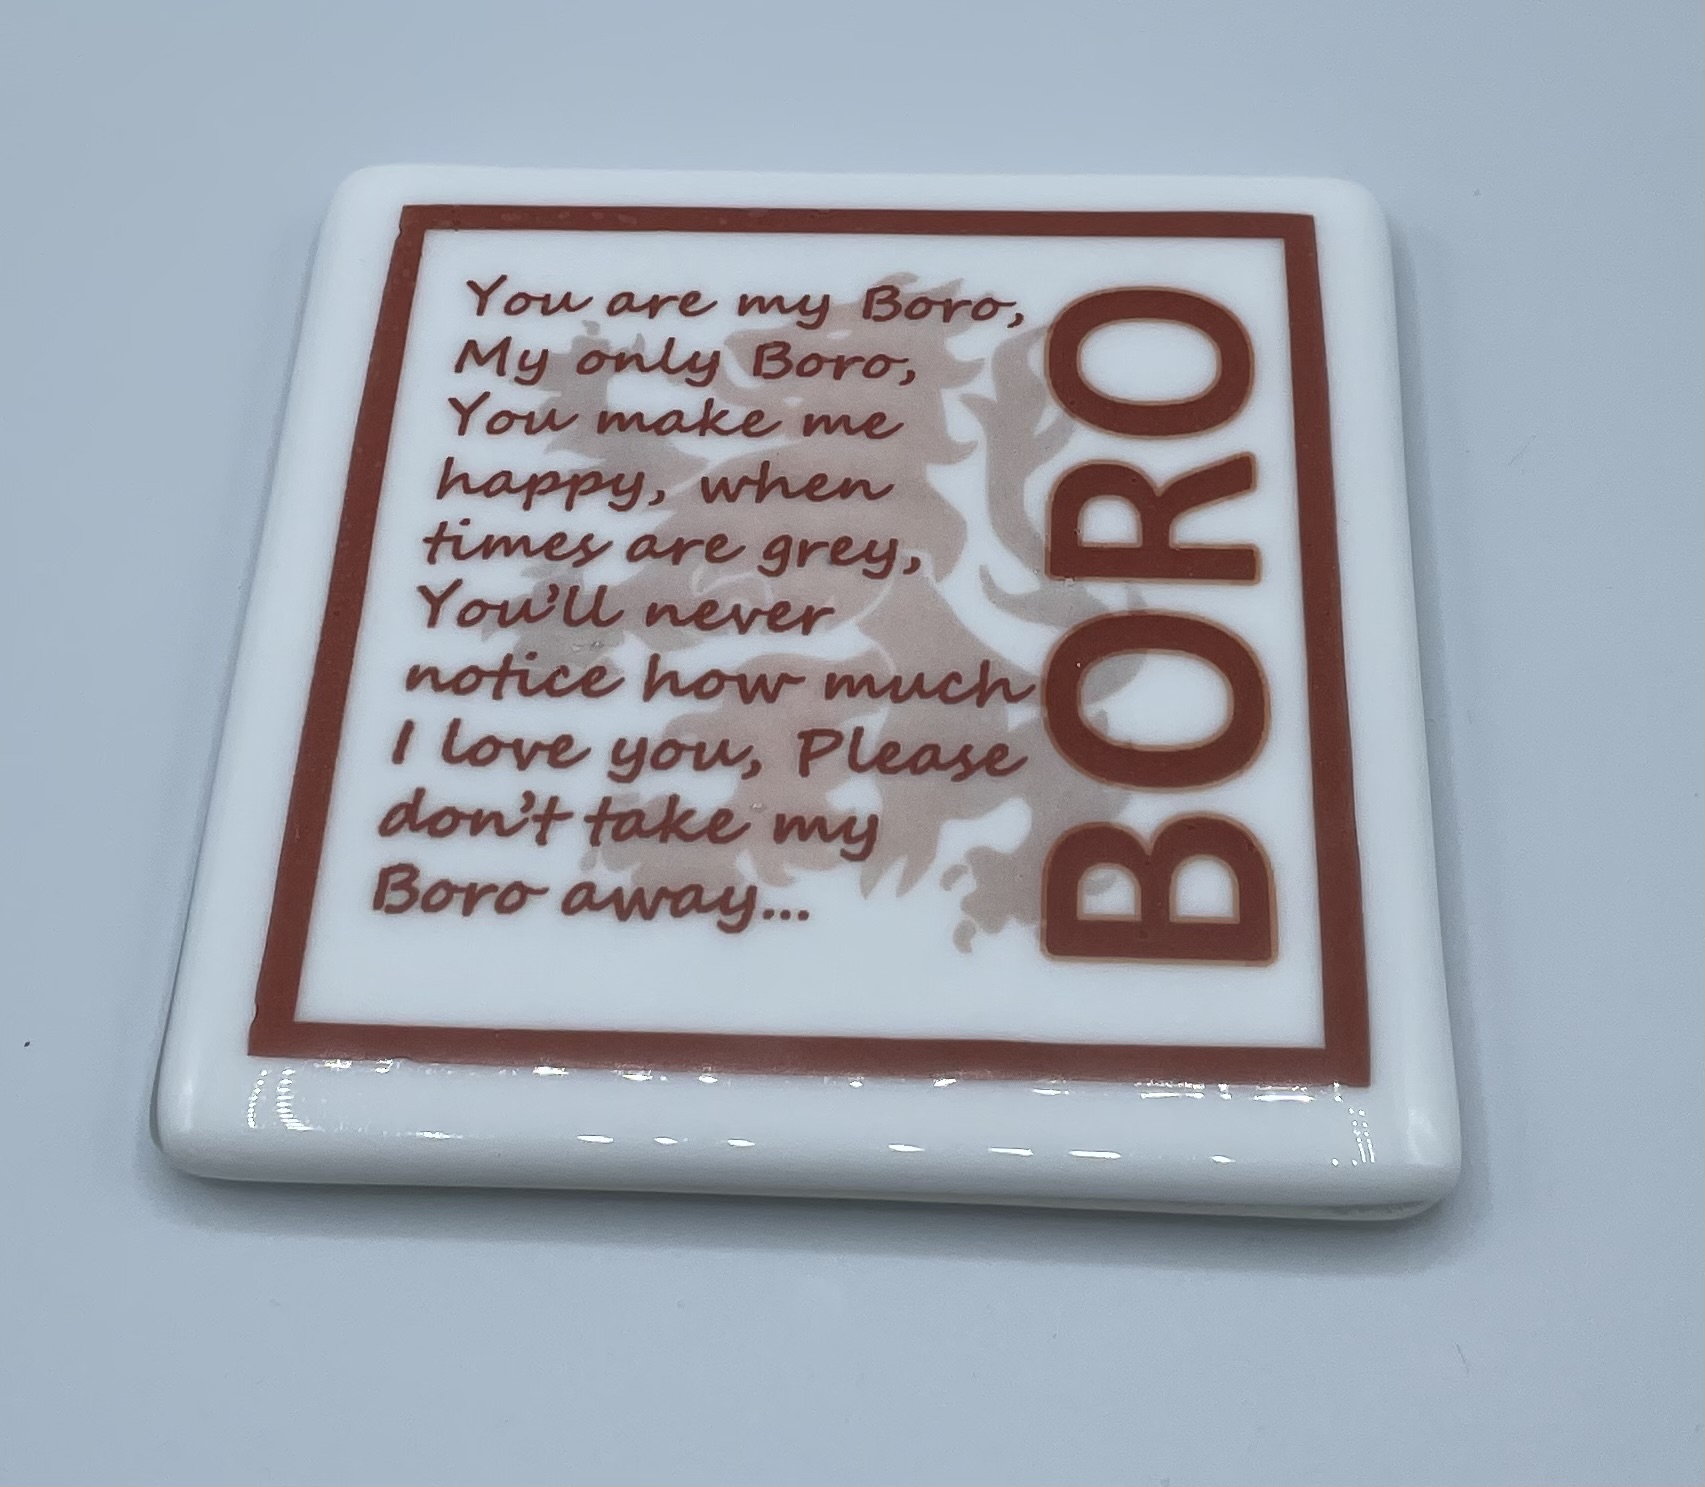 You are my Boro,
My only Boro,
You make me
happy, when
times are grey,
You'll never
notice how much
I love you, Please
don't take my
Boro away...
BORO